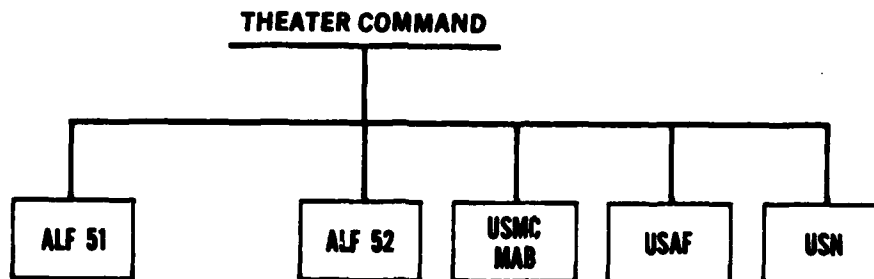 THEATER COMMAND
ALF 51
ALF 52
USMC
MAB
USAF
USN